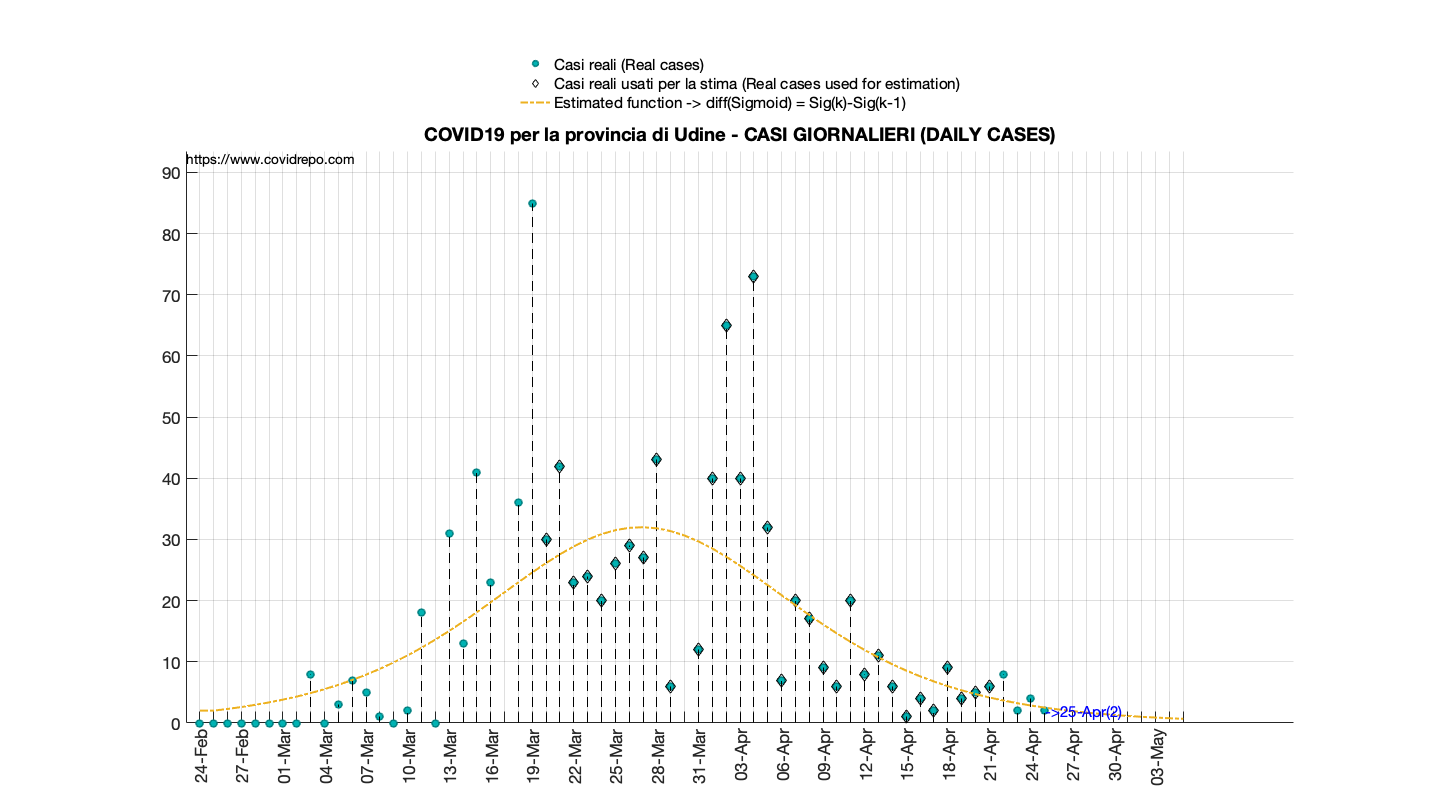 Casi reali (Real cases)
Casi reali usati per la stima (Real cases used for estimation)
Estimated function -> diff(Sigmoid) = Sig(k)-Sig(k-1)
COVID19 per la provincia di Udine - CASI GIORNALIERI (DAILY CASES)
https://www.covidrepo.com
90
80
70
60
50
40
30
20
10
0
->25-Apr(2)
24-Feb
27-Feb
01-Mar
04-Mar
07-Mar
10-Mar
13-Mar
16-Mar
19-Mar
22-Mar
25-Mar
28-Mar
31-Mar
03-Apr
06-Apr
09-Apr
12-Apr
15-Apr
18-Apr
21-Apr
24-Apr
27-Apr
30-Apr
03-May